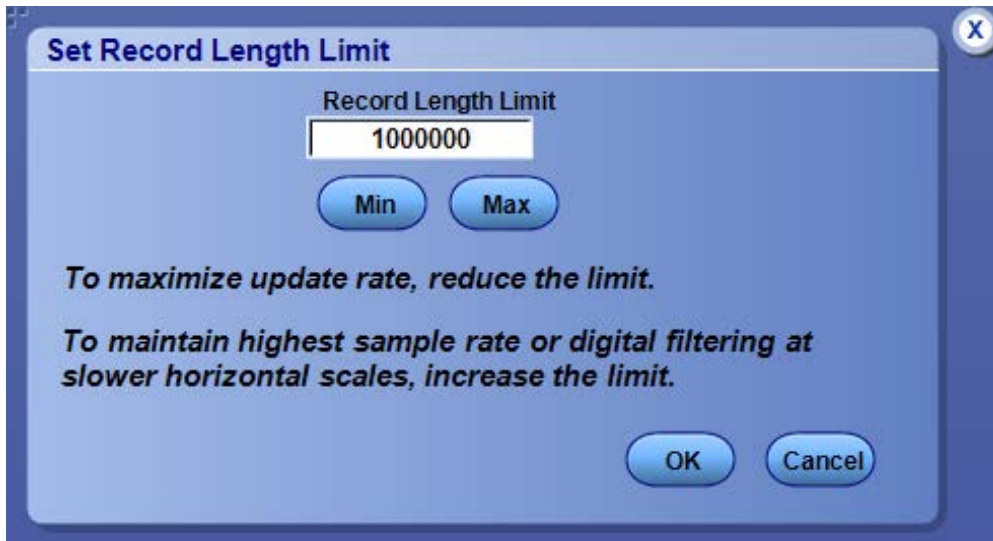 X
Set Record Length Limit
Record Length Limit
1000000
Min Max
To maximize update rate, reduce the limit.
To maintain highest sample rate or digital filtering at
slower horizontal scales, increase the limit.
OK Cancel